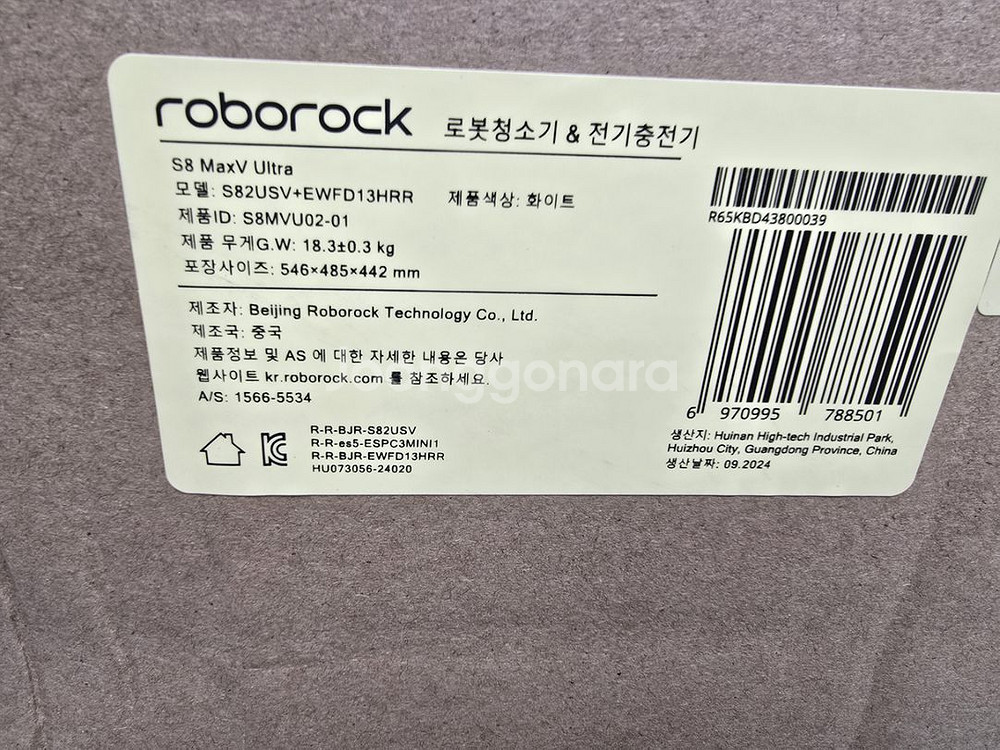 roborock 로봇청소기 & 전기충전기
S8 MaxV Ultra
모델: S82USV+EWFD13HRR 제품색상: 화이트
제품ID: S8MVU02-01
제품 무게G.W: 18.3±0.3 kg
포장사이즈: 546×485×442 mm
R65KBD43800039
제조자: Beijing Roborock Technology Co., Ltd.
제조국: 중국
제품정보 및 AS 에 대한 자세한 내용은 당사
웹사이트 kr.roborock.com 를 참조하세요.
A/S: 1566-5534
R-R-BJR-S82USV
R-R-es5-ESPC3MINI1
R-R-BJR-EWFD13HRR
HU073056-24020
6 970995 788501
생산지: Huinan High-tech Industrial Park,
Huizhou City, Guangdong Province, China
생산날짜: 09.2024